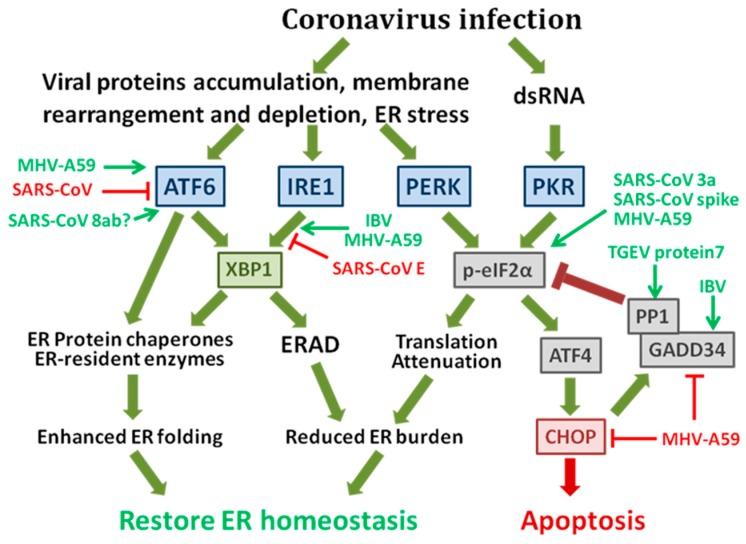 Coronavirus infection
Viral proteins accumulation, membrane
rearrangement and depletion, ER stress
dsRNA
MHV-A59
SARS-CoV
SARS-CoV 8ab?
ATF6
IRE1
PERK
PKR
SARS-CoV 3a
SARS-CoV spike
MHV-A59
IBV
MHV-A59
SARS-CoV E
XBP1
p-eIF2α
TGEV protein7
IBV
PP1
GADD34
ER Protein chaperones
ER-resident enzymes
ERAD
Translation
Attenuation
ATF4
Enhanced ER folding
Reduced ER burden
CHOP
MHV-A59
Restore ER homeostasis
Apoptosis